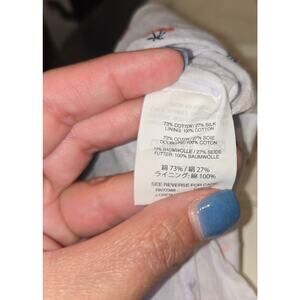 73% COTTON / 27% SILK
LINING: 100% COTTON
73% COTON / 27% SOIE
DOUBLURE: 100% COTON
73% BAUMWOLLE / 27% SEIDE
FUTTER: 100% BAUMWOLLE
綿 73% / 絹 27%
ライニング: 綿 100%
SEE REVERSE FOR CARE